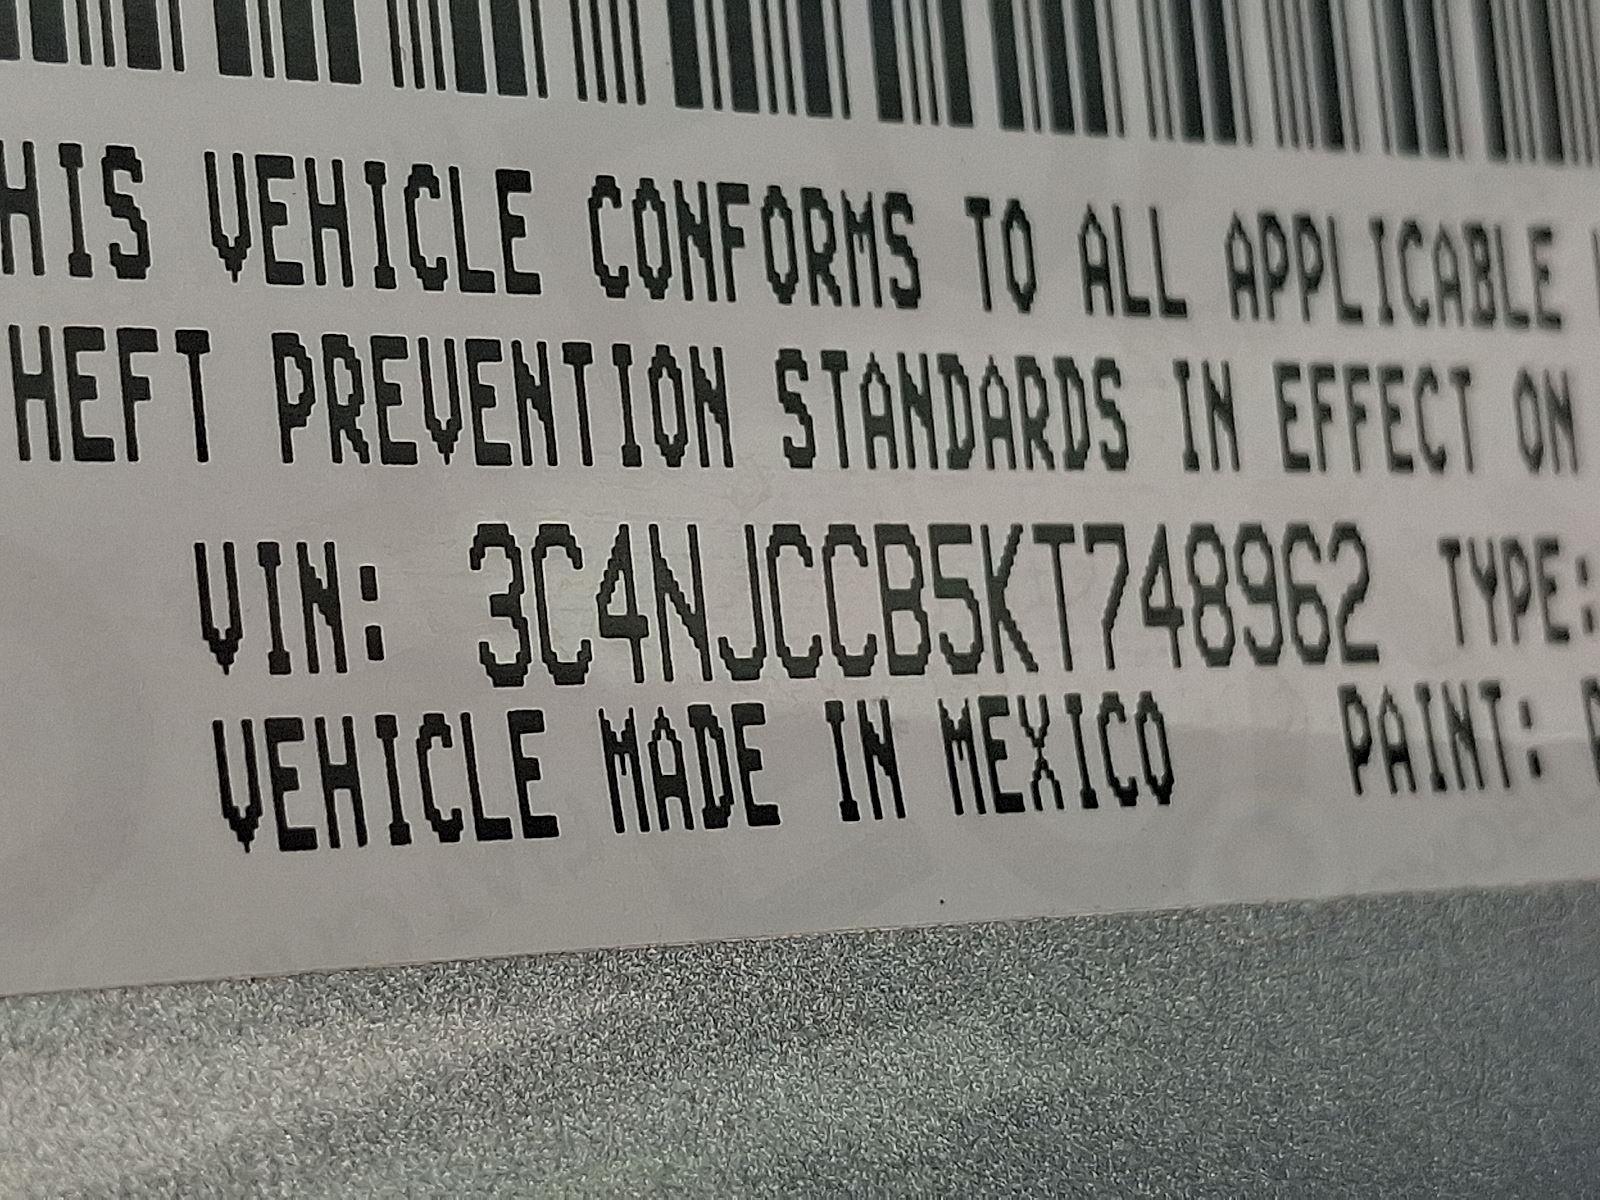 HIS VEHICLE CONFORMS TO ALL APPLICABLE
HEFT PREVENTION STANDARDS IN EFFECT ON
VIN: 3C4NJCCB5KT748962 TYPE:
VEHICLE MADE IN MEXICO PAINT: